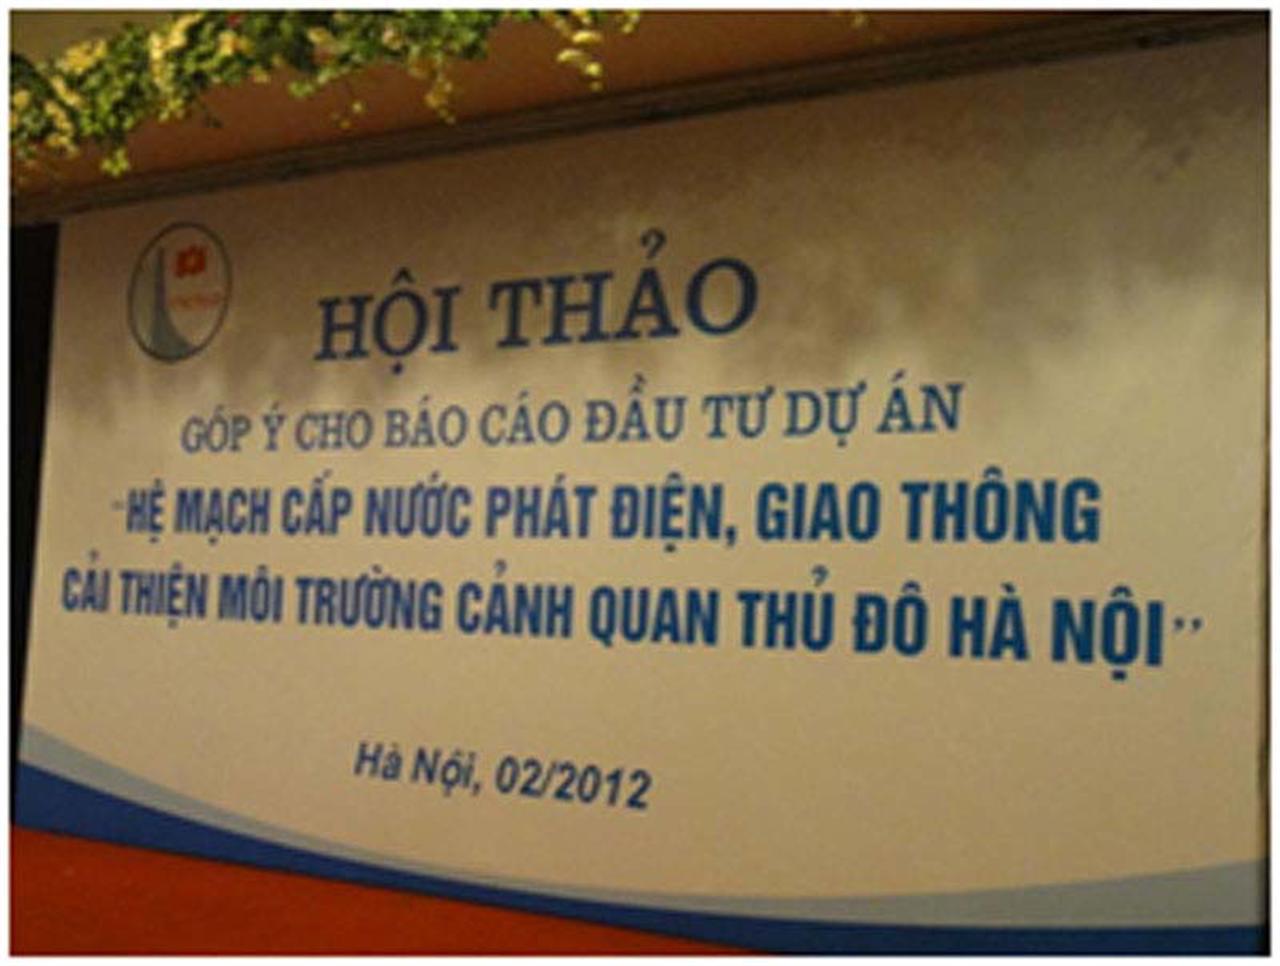 HỘI THẢO
GÓP Ý CHO BÁO CÁO ĐẦU TƯ DỰ ÁN
"HỆ MẠCH CẤP NƯỚC PHÁT ĐIỆN, GIAO THÔNG
CẢI THIỆN MÔI TRƯỜNG CẢNH QUAN THỦ ĐÔ HÀ NỘI"
Hà Nội, 02/2012